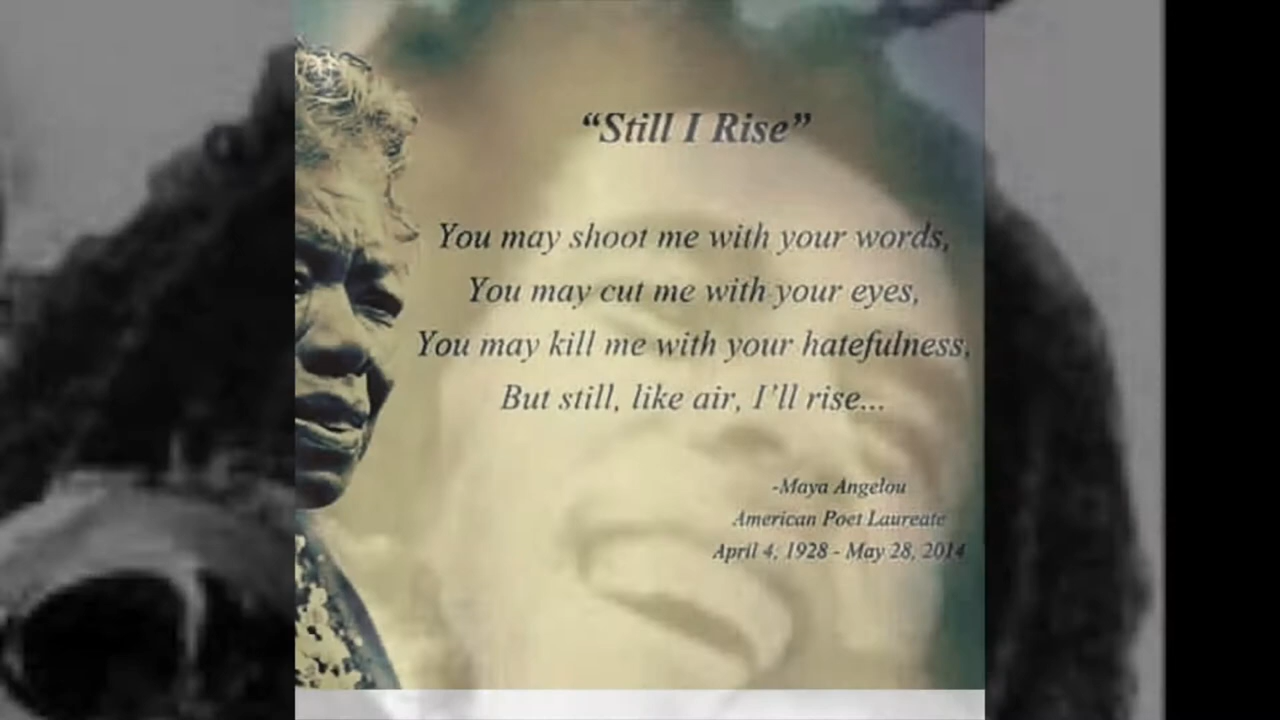 “Still I Rise”
You may shoot me with your words,
You may cut me with your eyes,
You may kill me with your hatefulness,
But still, like air, I’ll rise...
-Maya Angelou
American Poet Laureate
April 4, 1928 - May 28, 2014